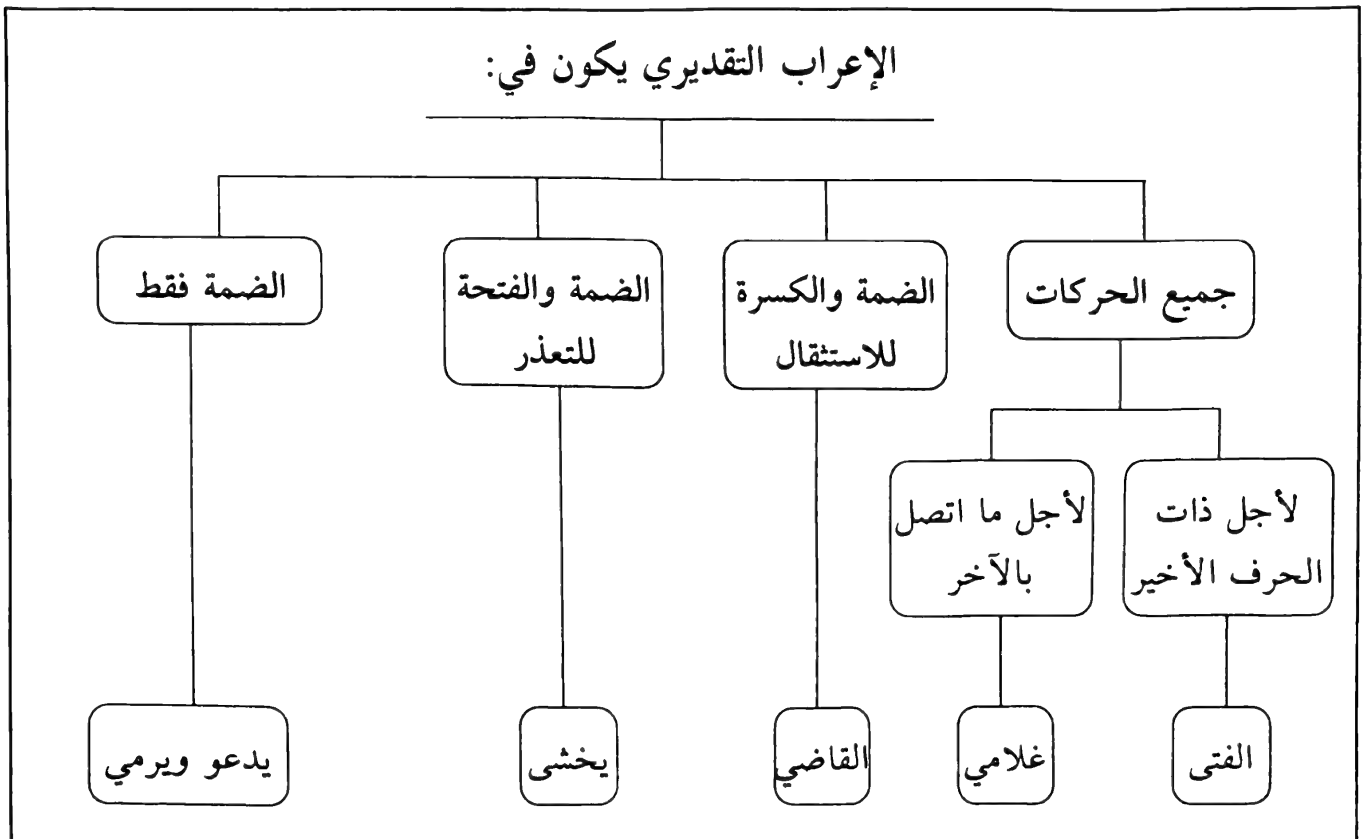 الإعراب التقديري يكون في:
جميع الحركات
الضمة والكسرة
للاستثقال
الضمة والفتحة
للتعذر
الضمة فقط
لأجل ذات
الحرف الأخير
لأجل ما اتصل
بالآخر
الفتى
غلامي
القاضي
يخشى
يدعو ويرمي